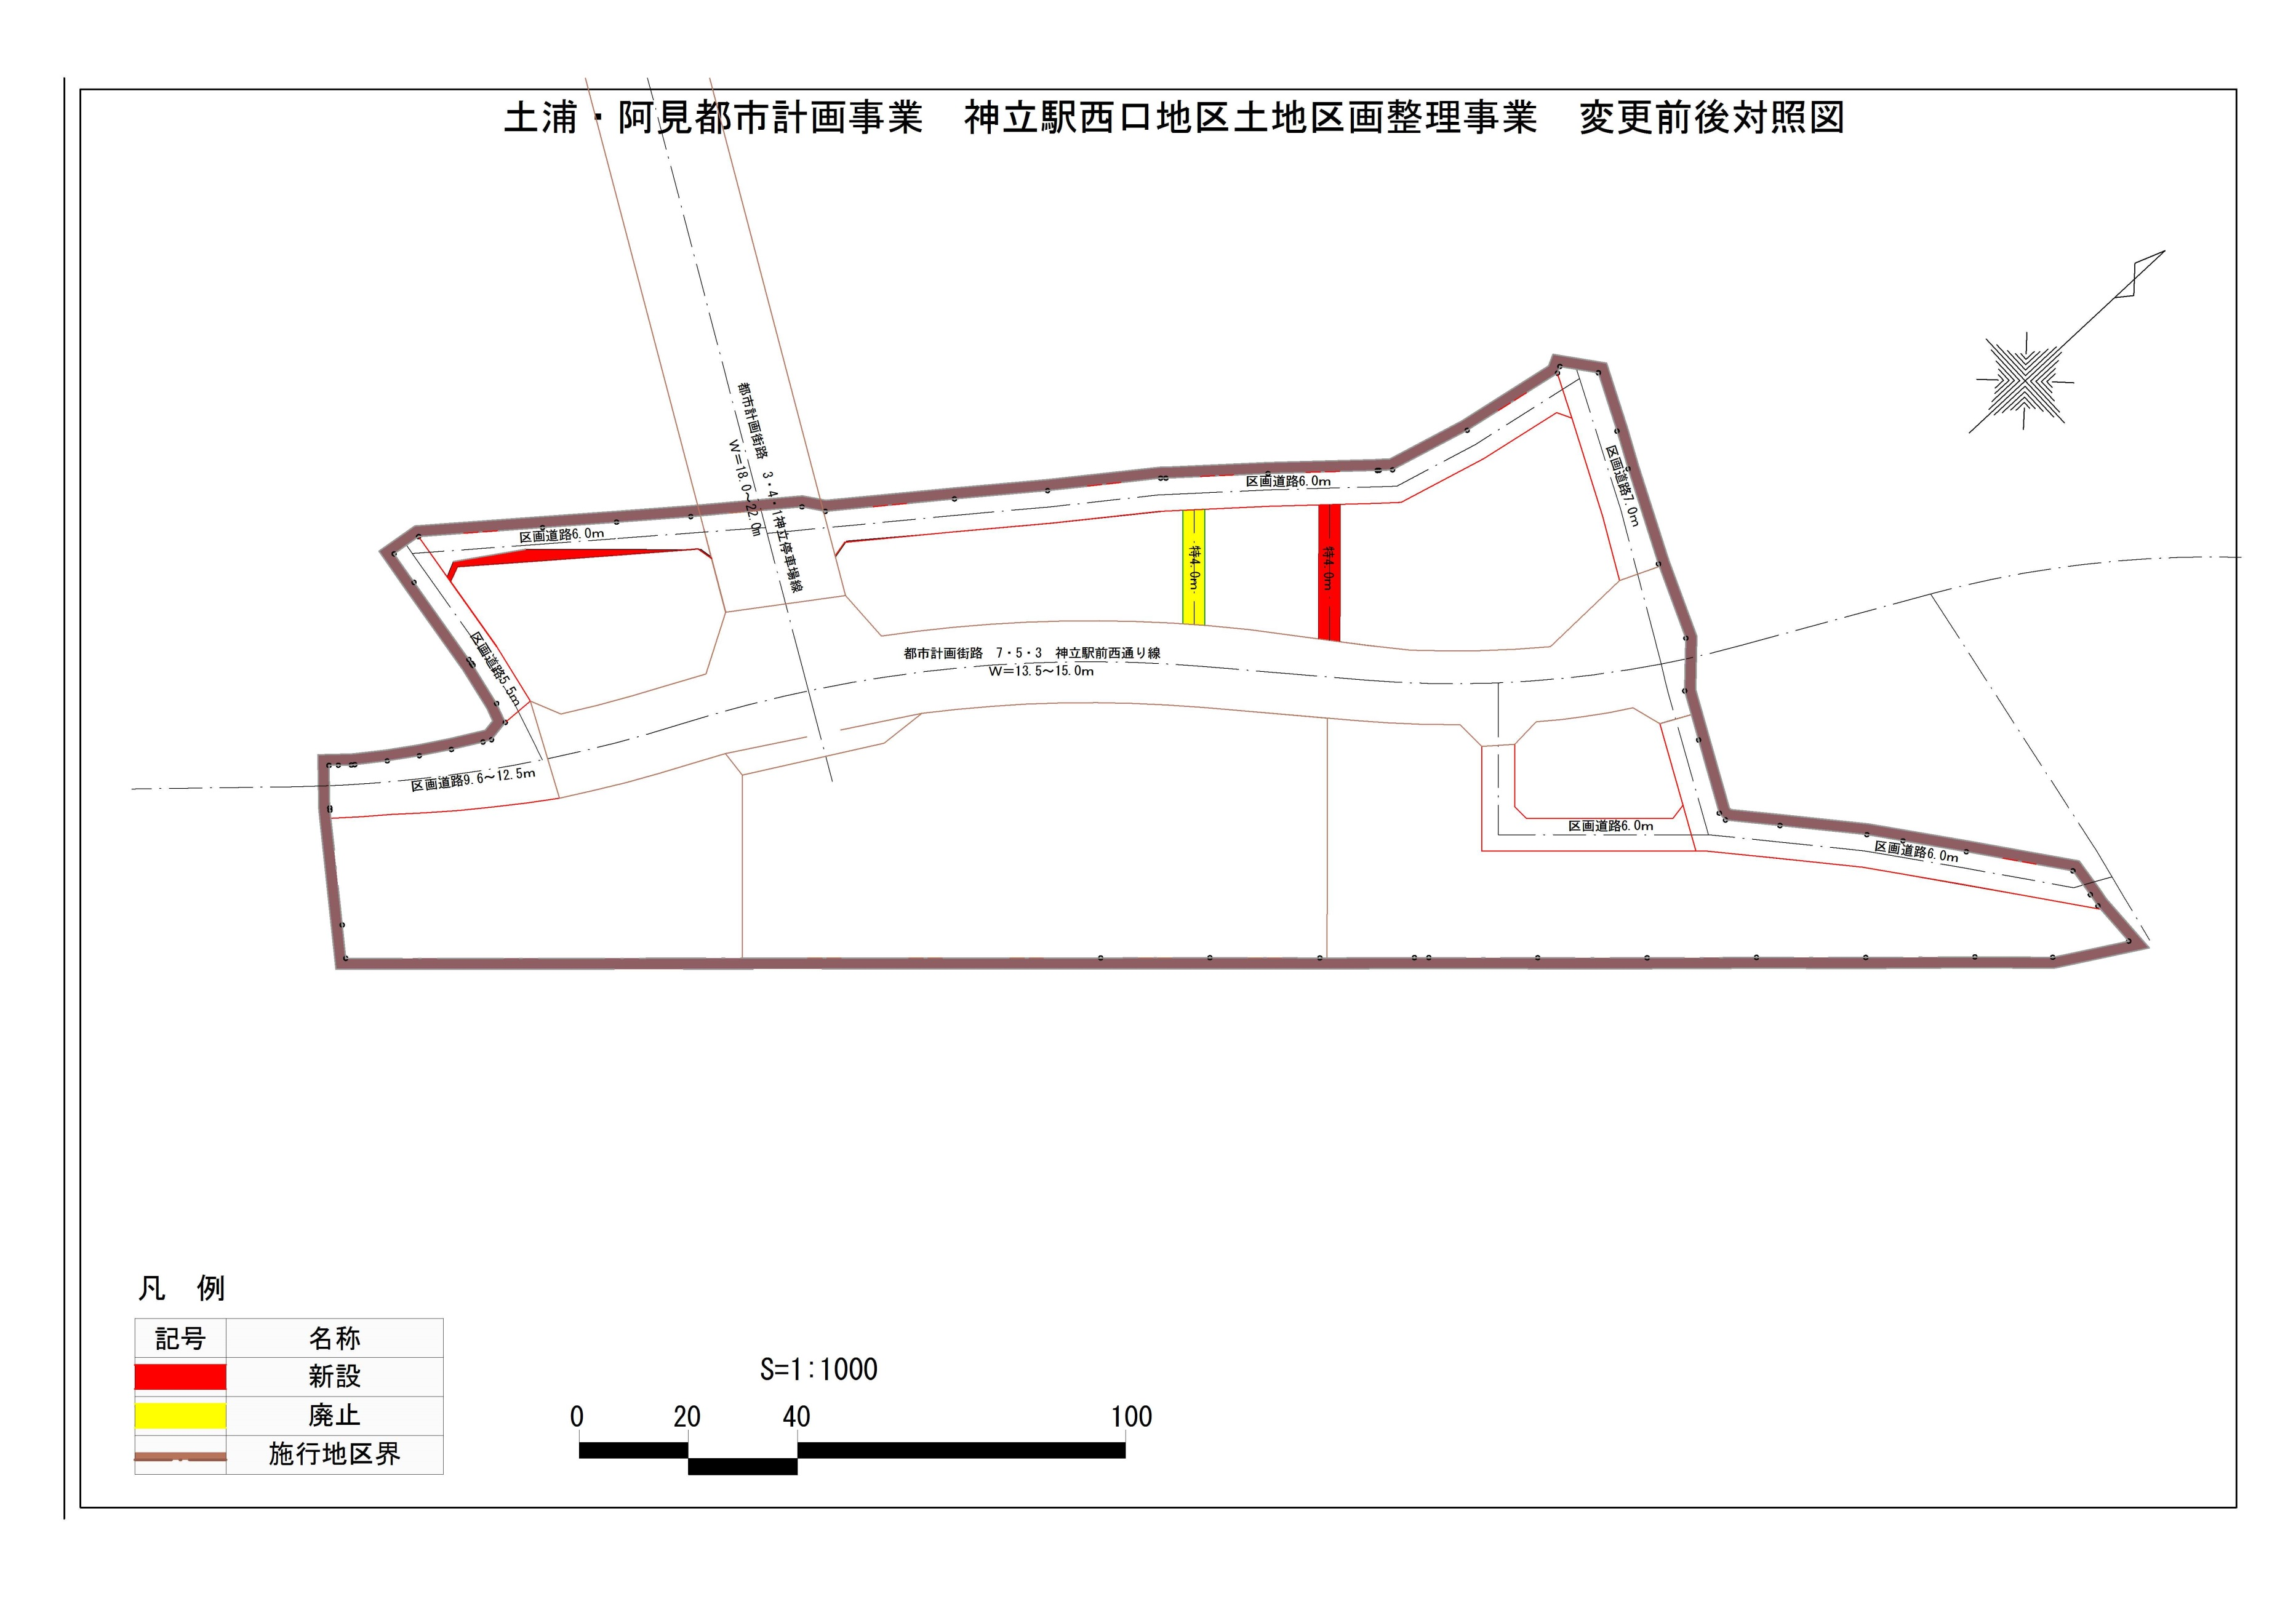 土浦・阿見都市計画事業　神立駅西口地区土地区画整理事業　変更前後対照図
都市計画街路　3・4・1神立停車場線
W=18.0～22.0m
区画道路6.0m
区画道路6.0m
区画道路7.0m
区画道路5.5m
特4.0m
特4.0m
都市計画街路　7・5・3　神立駅前西通り線
W=13.5～15.0m
区画道路9.6～12.5m
区画道路6.0m
区画道路6.0m
凡　例
記号　名称
新設
廃止
施行地区界
S=1:1000
0 20 40 100